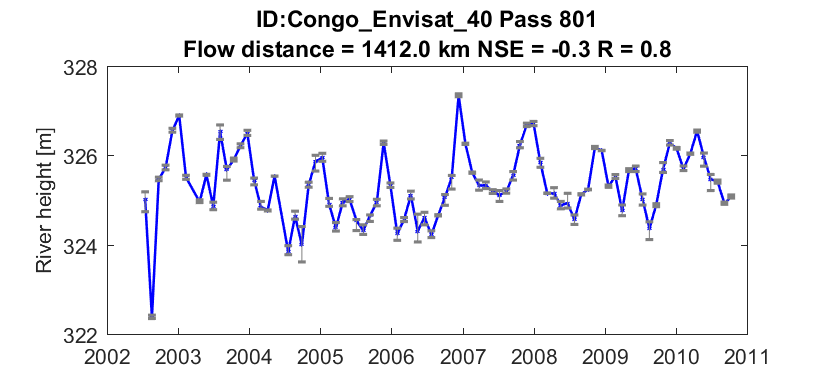 ID:Congo_Envisat_40 Pass 801
Flow distance = 1412.0 km NSE = -0.3 R = 0.8
328
326
324
322
River height [m]
2002 2003 2004 2005 2006 2007 2008 2009 2010 2011